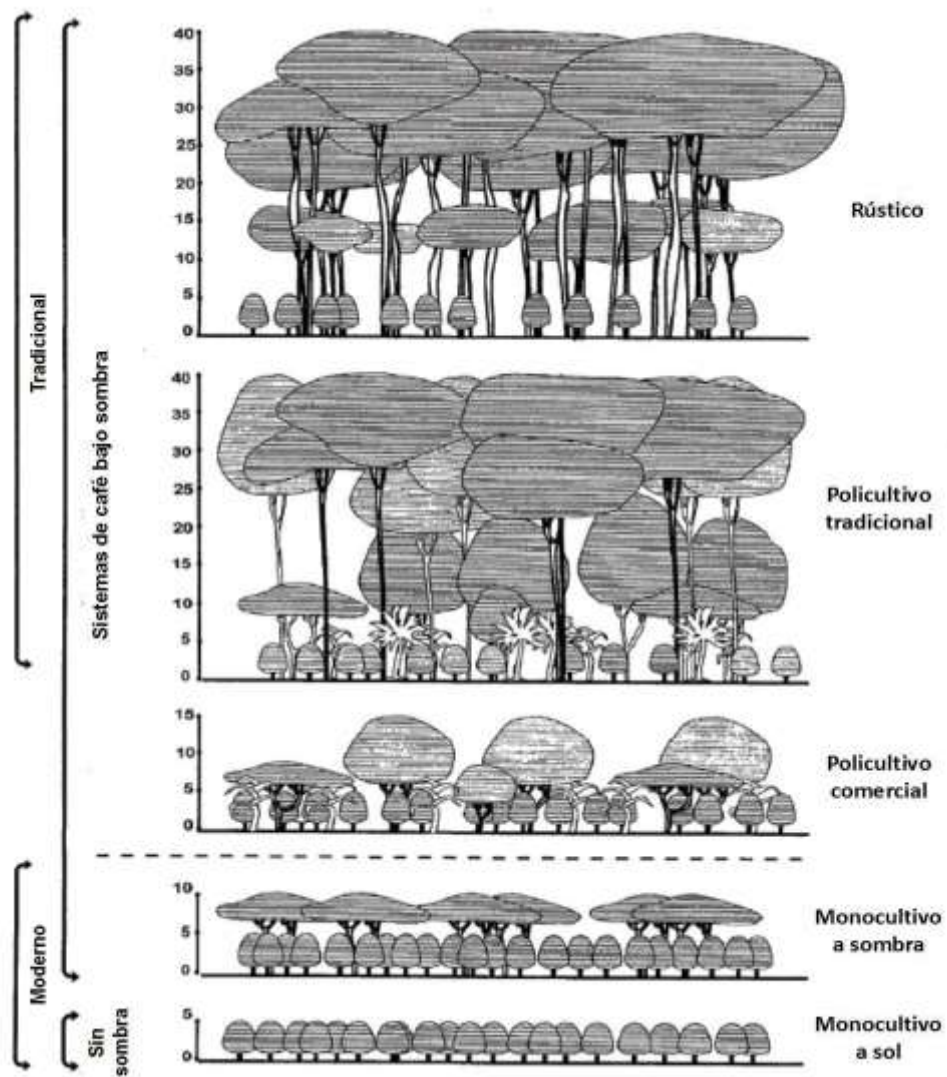 Tradicional
Moderno
Sistemas de café bajo sombra
Sin
sombra
40
35
30
25
20
15
10
5
0
Rústico
40
35
30
25
20
15
10
5
0
Policultivo
tradicional
15
10
5
0
Policultivo
comercial
10
5
0
Monocultivo
a sombra
5
0
Monocultivo
a sol